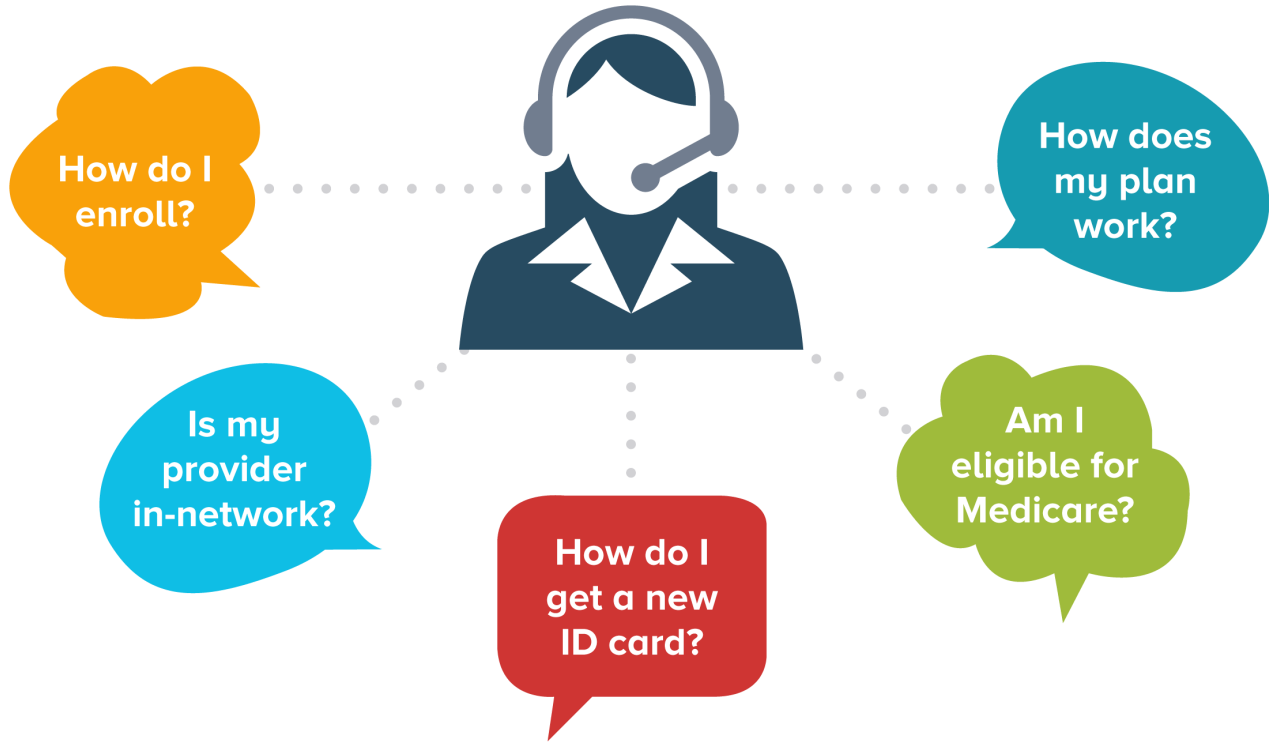 How do I
enroll?
How does
my plan
work?
Is my
provider
in-network?
Am I
eligible for
Medicare?
How do I
get a new
ID card?